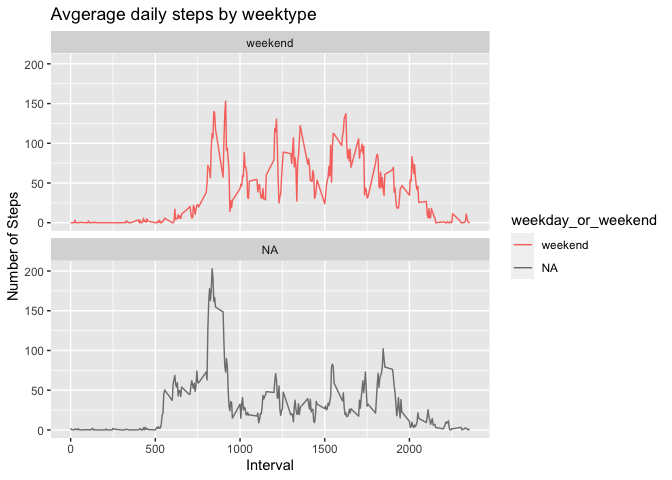 Avgerage daily steps by weektype
weekend
200
150
100
50
0
NA
200
150
100
50
0
0
500
1000
1500
2000
Interval
Number of Steps
weekday_or_weekend
weekend
NA